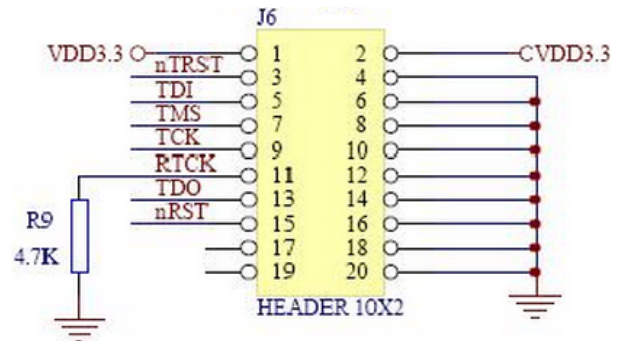 J6
VDD3.3 1 2 VDD3.3
nTRST 3 4
TDI 5 6
TMS 7 8
TCK 9 10
RTCK 11 12
TDO 13 14
nRST 15 16
17 18
19 20
R9
4.7K
HEADER 10X2